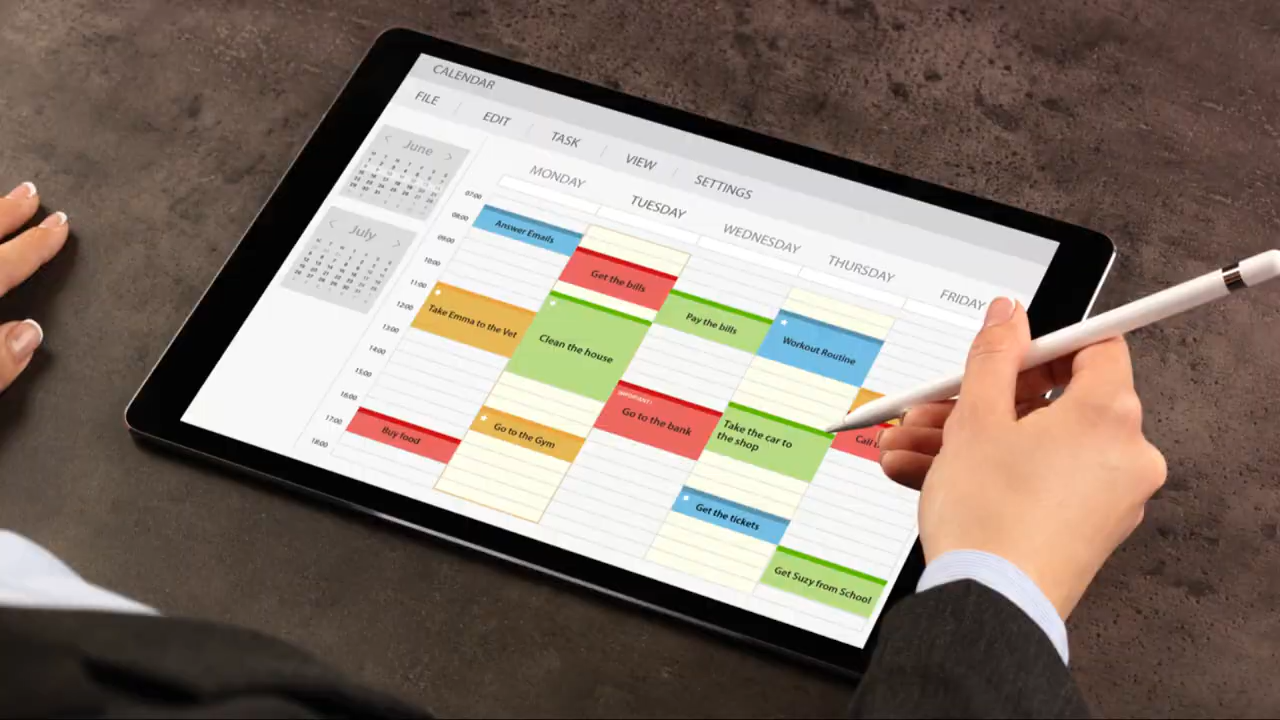 CALENDAR
FILE
EDIT
TASK
VIEW
SETTINGS
June
July
MONDAY
TUESDAY
WEDNESDAY
THURSDAY
FRIDAY
07:00
08:00
09:00
10:00
11:00
12:00
13:00
14:00
15:00
16:00
17:00
18:00
Answer Emails
Take Emma to the Vet
Buy food
Get the bills
Clean the house
Go to the Gym
Pay the bills
IMPORTANT!
Go to the bank
Workout Routine
Take the car to
the shop
Get the tickets
Call
Get Suzy from School